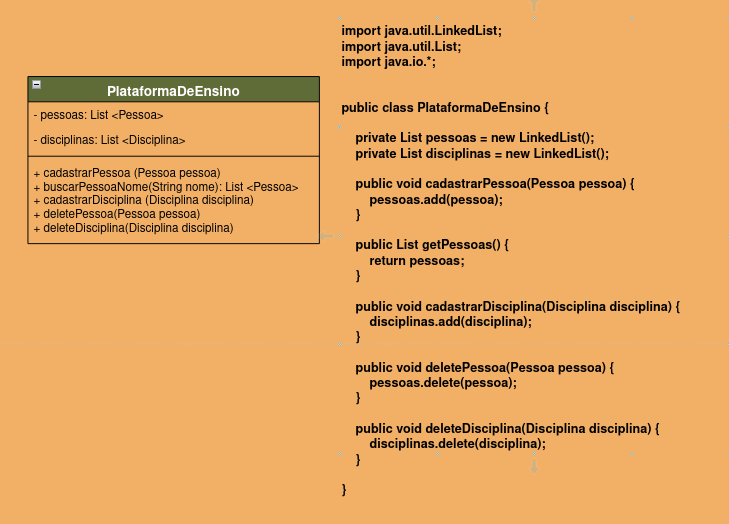 PlataformaDeEnsino
- pessoas: List <Pessoa>
- disciplinas: List <Disciplina>
+ cadastrarPessoa (Pessoa pessoa)
+ buscarPessoaNome(String nome): List <Pessoa>
+ cadastrarDisciplina (Disciplina disciplina)
+ deletePessoa(Pessoa pessoa)
+ deleteDisciplina(Disciplina disciplina)
import java.util.LinkedList;
import java.util.List;
import java.io.*;
public class PlataformaDeEnsino {
private List pessoas = new LinkedList();
private List disciplinas = new LinkedList();
public void cadastrarPessoa(Pessoa pessoa) {
pessoas.add(pessoa);
}
public List getPessoas() {
return pessoas;
}
public void cadastrarDisciplina(Disciplina disciplina) {
disciplinas.add(disciplina);
}
public void deletePessoa(Pessoa pessoa) {
pessoas.delete(pessoa);
}
public void deleteDisciplina(Disciplina disciplina) {
disciplinas.delete(disciplina);
}
}